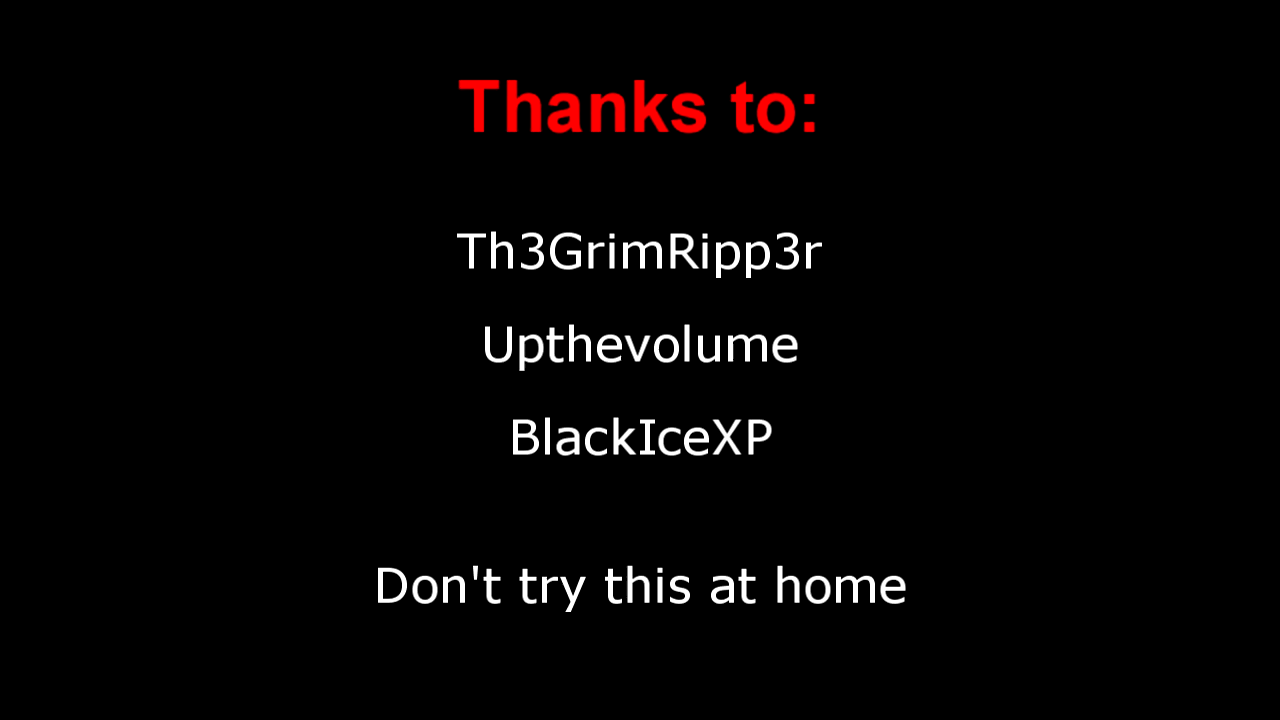 Thanks to:
Th3GrimRipp3r
Upthevolume
BlackIceXP
Don't try this at home